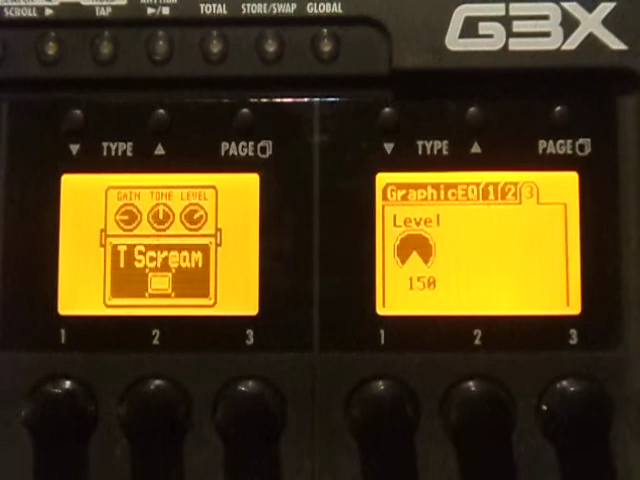 SCROLL ▶ TAP ▶/■ TOTAL STORE/SWAP GLOBAL
G3X
▼ TYPE ▲ PAGE
▼ TYPE ▲ PAGE
GAIN TONE LEVEL
T Scream
GraphicEQ 1 2 3
Level
150
1 2 3
1 2 3